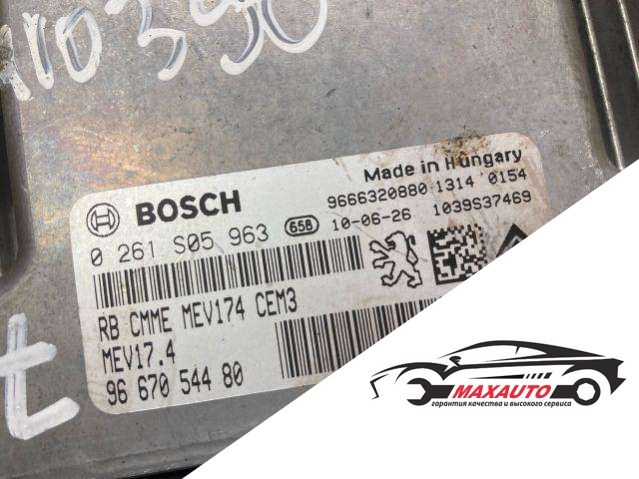 10390
t
Made in Hungary
BOSCH
9666320880 1314 0154
0 261 S05 963
658
10-06-26
1039S37469
RB CMME MEV174 CEM3
MEV17.4
96 670 544 80
MAXAUTO
гарантия качества и высокого сервиса